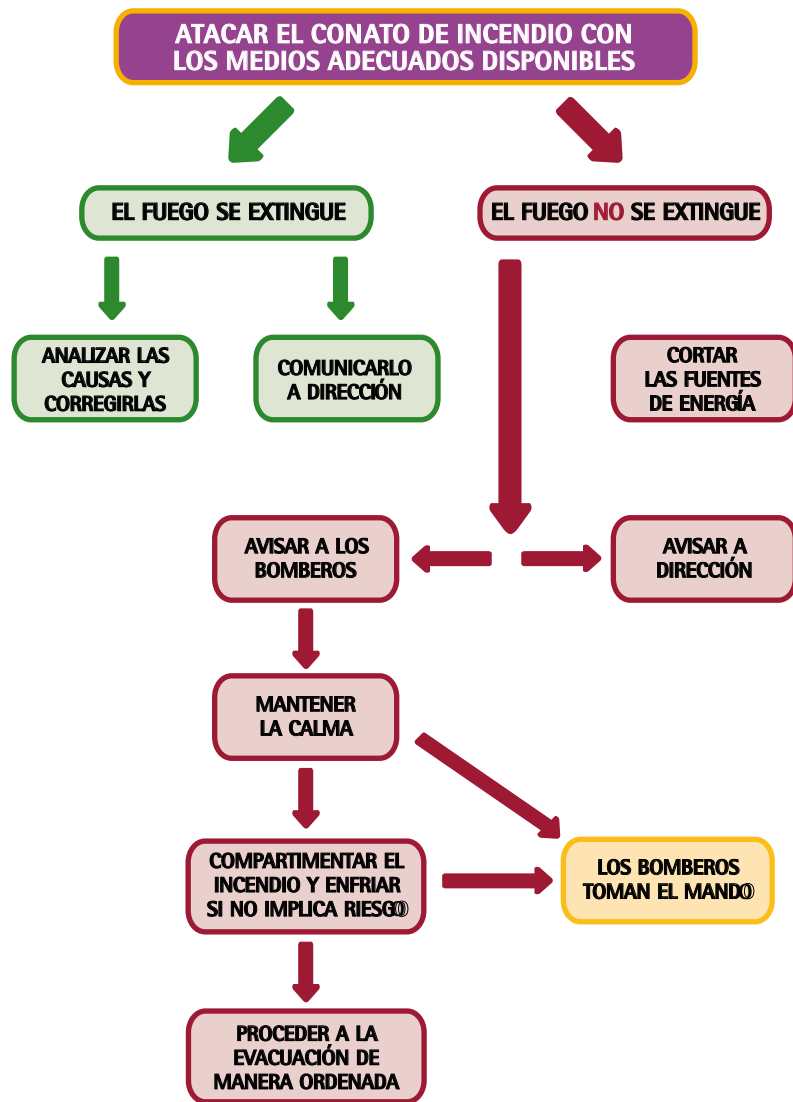 ATACAR EL CONATO DE INCENDIO CON
LOS MEDIOS ADECUADOS DISPONIBLES
EL FUEGO SE EXTINGUE
EL FUEGO NO SE EXTINGUE
ANALIZAR LAS
CAUSAS Y
CORREGIRLAS
COMUNICARLO
A DIRECCIÓN
CORTAR
LAS FUENTES
DE ENERGÍA
AVISAR A LOS
BOMBEROS
AVISAR A
DIRECCIÓN
MANTENER
LA CALMA
COMPARTIMENTAR EL
INCENDIO Y ENFRIAR
SI NO IMPLICA RIESGO
LOS BOMBEROS
TOMAN EL MANDO
PROCEDER A LA
EVACUACIÓN DE
MANERA ORDENADA